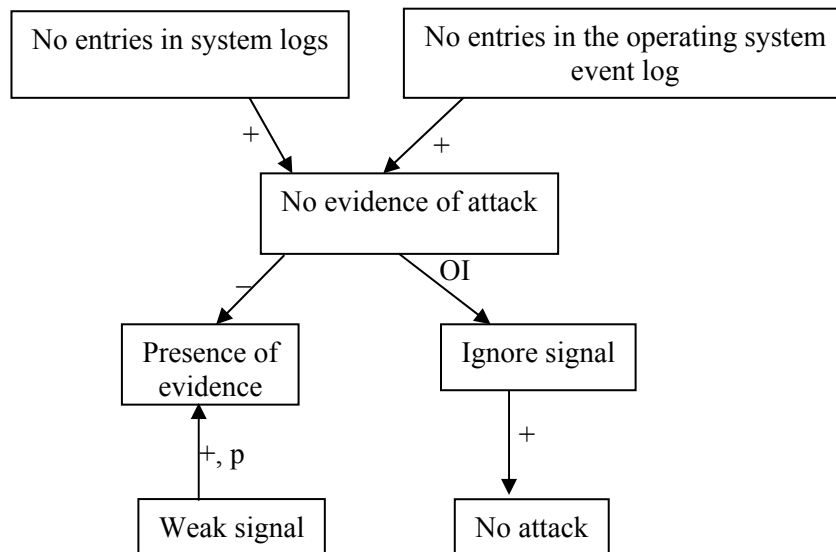 No entries in system logs
No entries in the operating system
event log
+
+
No evidence of attack
–
OI
Presence of
evidence
Ignore signal
+, p
+
Weak signal
No attack